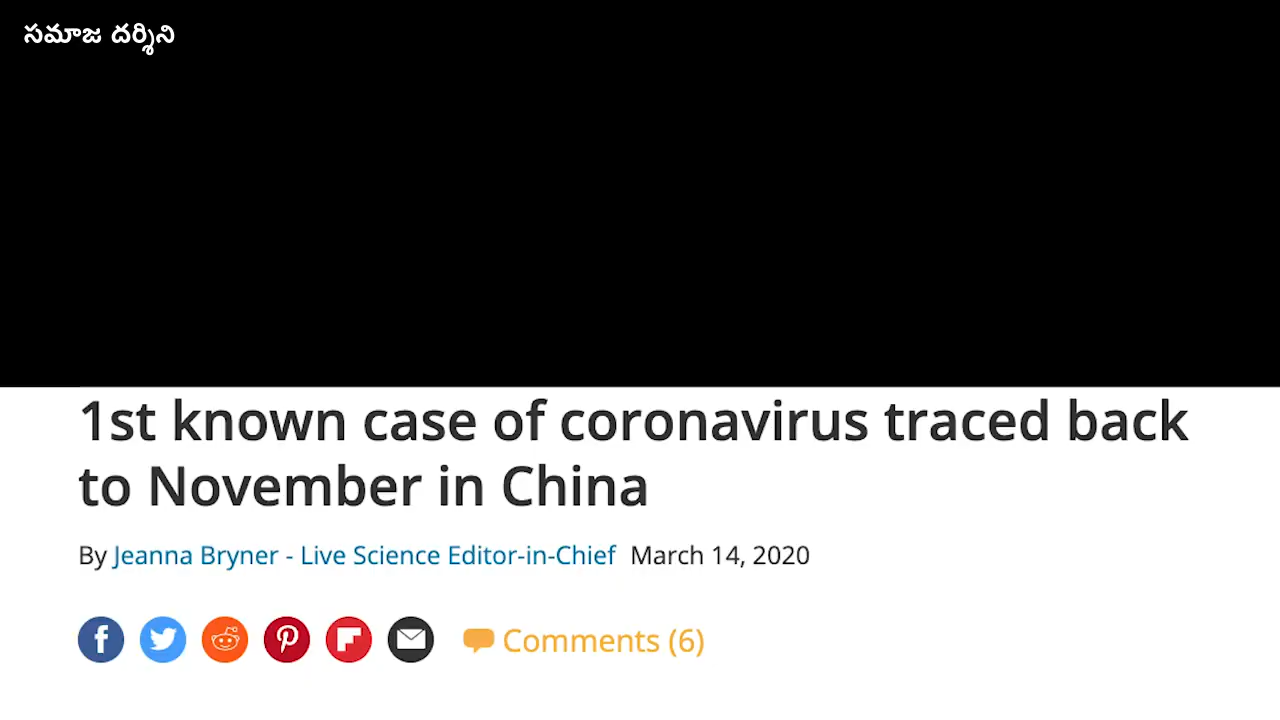 సమాజ దర్శిని
1st known case of coronavirus traced back
to November in China
By Jeanna Bryner - Live Science Editor-in-Chief March 14, 2020
Comments (6)